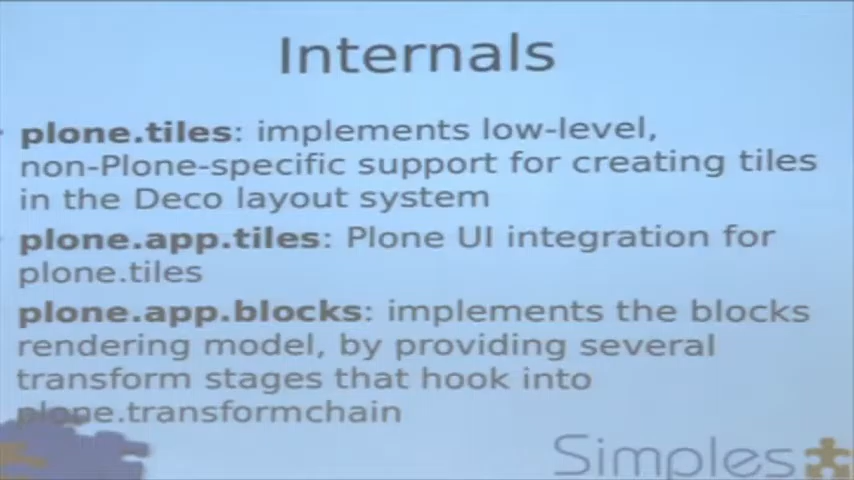 Internals
plone.tiles: implements low-level,
non-Plone-specific support for creating tiles
in the Deco layout system
plone.app.tiles: Plone UI integration for
plone.tiles
plone.app.blocks: implements the blocks
rendering model, by providing several
transform stages that hook into
plone.transformchain
Simples